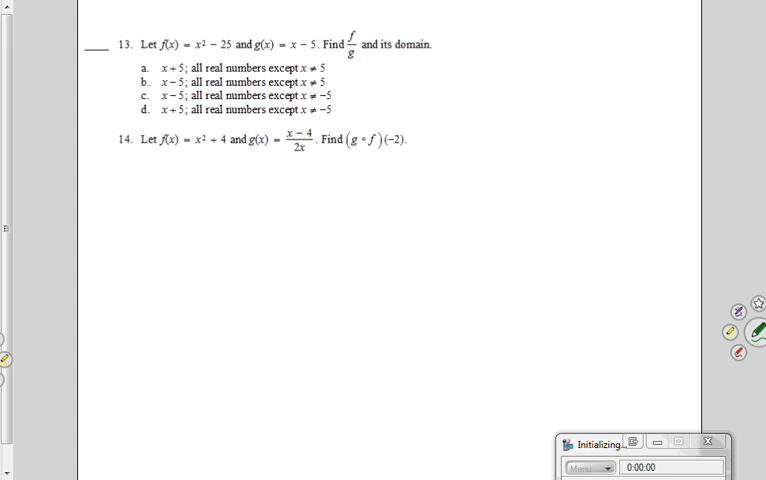 ____ 13. Let f(x) = x² − 25 and g(x) = x − 5. Find f/g and its domain.
a. x + 5; all real numbers except x ≠ 5
b. x − 5; all real numbers except x ≠ 5
c. x − 5; all real numbers except x ≠ −5
d. x + 5; all real numbers except x ≠ −5
14. Let f(x) = x² + 4 and g(x) = (x − 4)/2x. Find (g ∘ f)(−2).
Initializing...
Menu 0:00:00